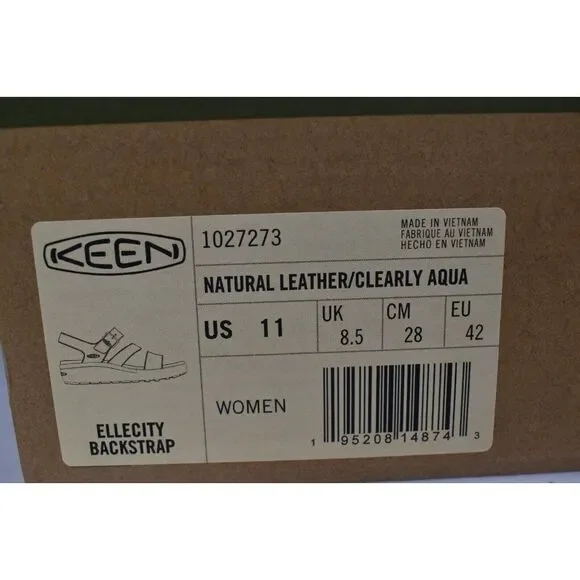 KEEN
1027273
MADE IN VIETNAM
FABRIQUE AU VIETNAM
HECHO EN VIETNAM
NATURAL LEATHER/CLEARLY AQUA
US 11
UK 8.5
CM 28
EU 42
ELLECITY
BACKSTRAP
WOMEN
1 95208 14874 3